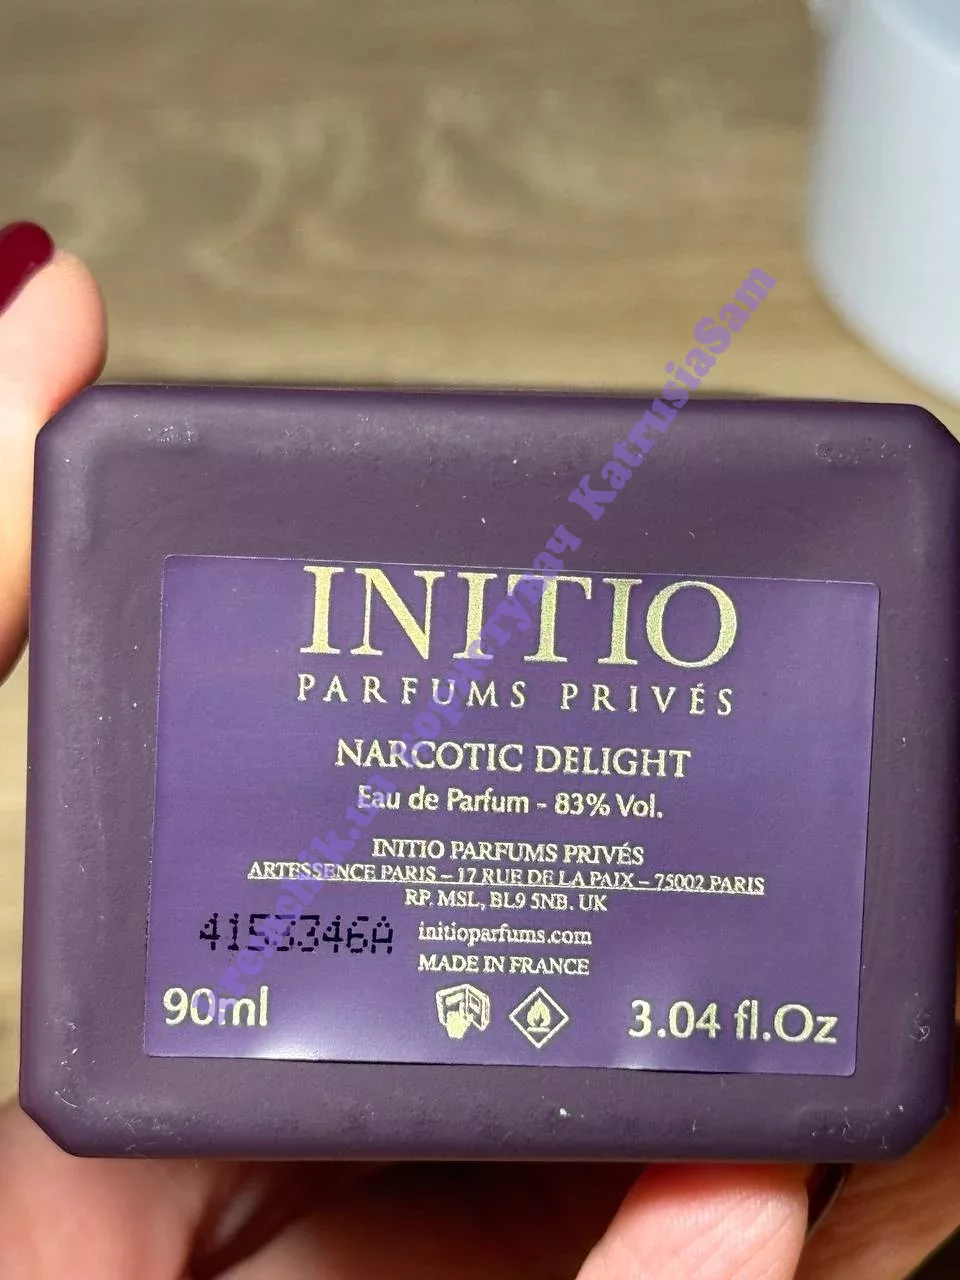 INITIO
PARFUMS PRIVÉS
NARCOTIC DELIGHT
Eau de Parfum - 83% Vol.
INITIO PARFUMS PRIVÉS
ARTESSENCE PARIS – 17 RUE DE LA PAIX – 75002 PARIS
RP. MSL, BL9 5NB. UK
initioparfums.com
MADE IN FRANCE
90ml
3.04 fl.Oz
KatrusiaSam